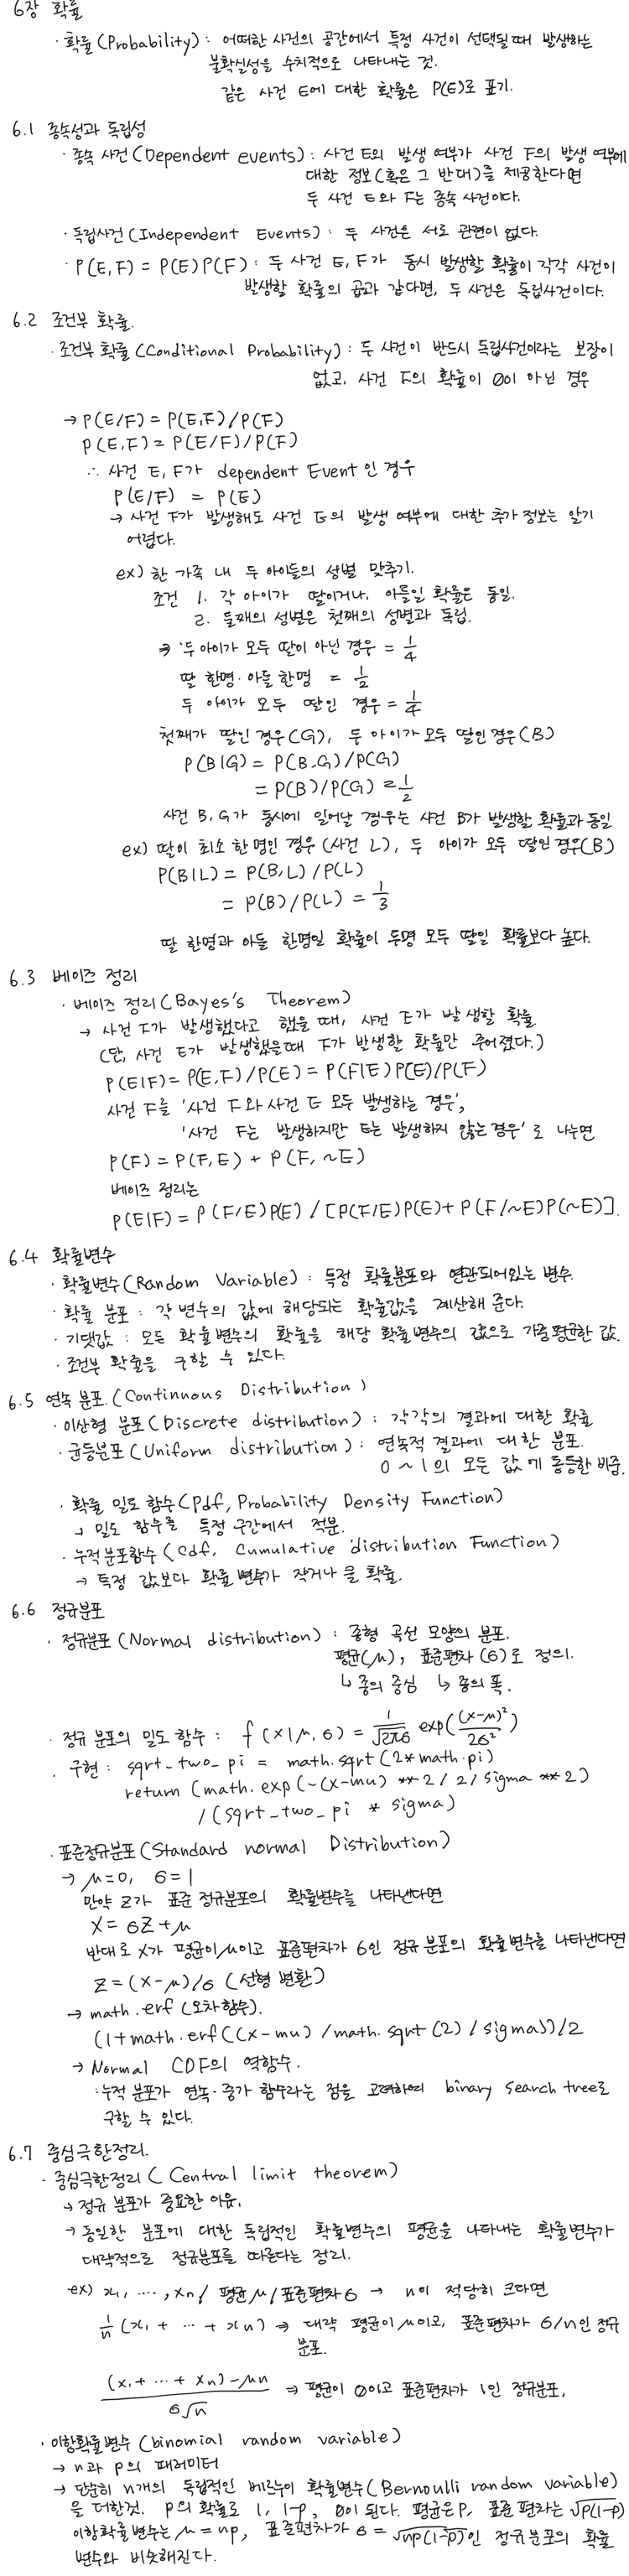 6장 확률
· 확률(Probability) : 어떠한 사건의 공간에서 특정 사건이 선택될 때 발생하는
불확실성을 수치적으로 나타내는 것.
같은 사건 E에 대한 확률은 P(E)로 표기.
6.1 종속성과 독립성
· 종속 사건(Dependent events) : 사건 E의 발생 여부가 사건 F의 발생 여부에
대한 정보(혹은 그 반대)를 제공한다면
두 사건 E와 F는 종속 사건이다.
· 독립사건(Independent Events) : 두 사건은 서로 관련이 없다.
· P(E,F) = P(E)P(F) : 두 사건 E, F가 동시 발생할 확률이 각각 사건이
발생할 확률의 곱과 같다면, 두 사건은 독립사건이다.
6.2 조건부 확률.
· 조건부 확률(Conditional Probability) : 두 사건이 반드시 독립사건이라는 보장이
없고, 사건 F의 확률이 0이 아닌 경우
→ P(E/F) = P(E,F)/P(F)
P(E,F) = P(E/F)/P(F)
∴ 사건 E, F가 dependent Event인 경우
P(E/F) = P(E)
→ 사건 F가 발생해도 사건 E의 발생 여부에 대한 추가 정보는 알기
어렵다.
ex) 한 가족 내 두 아이들의 성별 맞추기.
조건 1. 각 아이가 딸이거나, 아들일 확률은 동일.
2. 둘째의 성별은 첫째의 성별과 독립.
⇒ 두 아이가 모두 딸이 아닌 경우 = 1/4
딸 한명·아들 한명 = 1/2
두 아이가 모두 딸인 경우 = 1/4
첫째가 딸인 경우(G), 두 아이가 모두 딸인 경우(B)
P(B|G) = P(B,G)/P(G)
= P(B)/P(G) = 1/2
사건 B, G가 동시에 일어날 경우는 사건 B가 발생할 확률과 동일
ex) 딸이 최소 한 명인 경우(사건 L), 두 아이가 모두 딸인 경우(B)
P(B|L) = P(B,L)/P(L)
= P(B)/P(L) = 1/3
딸 한명과 아들 한명일 확률이 두명 모두 딸일 확률보다 높다.
6.3 베이즈 정리
· 베이즈 정리(Bayes's Theorem)
→ 사건 F가 발생했다고 했을 때, 사건 E가 발생할 확률
(단, 사건 E가 발생했을때 F가 발생할 확률만 주어졌다.)
P(E|F) = P(E,F)/P(E) = P(F|E)P(E)/P(F)
사건 F를 '사건 F와 사건 E 모두 발생하는 경우',
'사건 F는 발생하지만 E는 발생하지 않는 경우'로 나누면
P(F) = P(F,E) + P(F,~E)
베이즈 정리는
P(E|F) = P(F/E)P(E) / [P(F/E)P(E) + P(F/~E)P(~E)].
6.4 확률변수
· 확률변수(Random Variable) : 특정 확률분포와 연관되어있는 변수.
· 확률 분포 : 각 변수의 값에 해당되는 확률값을 계산해 준다.
· 기댓값 : 모든 확률변수의 확률을 해당 확률변수의 값으로 가중평균한 값.
· 조건부 확률을 구할 수 있다.
6.5 연속 분포.(Continuous Distribution)
· 이산형 분포(Discrete distribution) : 각각의 결과에 대한 확률
· 균등분포(Uniform distribution) : 연속적 결과에 대한 분포.
0 ~ 1의 모든 값에 동등한 비중.
· 확률 밀도 함수(pdf, Probability Density Function)
→ 밀도 함수를 특정 구간에서 적분.
· 누적분포함수(cdf, Cumulative distribution Function)
→ 특정 값보다 확률 변수가 작거나 클 확률.
6.6 정규분포
· 정규분포(Normal distribution) : 종형 곡선 모양의 분포.
평균(μ), 표준편차(σ)로 정의.
↳ 종의 중심 ↳ 종의 폭.
· 정규 분포의 밀도 함수 : f(x|μ,σ) = 1/√2πσ exp((x-μ)²/2σ²)
· 구현 : sqrt_two_pi = math.sqrt(2*math.pi)
return (math.exp(-(x-mu)**2/2/sigma**2)
/(sqrt_two_pi * sigma)
· 표준정규분포(Standard normal Distribution)
→ μ=0, σ=1
만약 Z가 표준 정규분포의 확률변수를 나타낸다면
X = σZ+μ
반대로 X가 평균이 μ이고 표준편차가 σ인 정규 분포의 확률변수를 나타낸다면
Z = (X-μ)/σ (선형 변환)
→ math.erf (오차함수).
(1+math.erf((x-mu)/math.sqrt(2)/sigma))/2
→ Normal CDF의 역함수.
:누적 분포가 연속·증가 함수라는 점을 고려하여 binary search tree로
구할 수 있다.
6.7 중심극한정리.
· 중심극한정리(Central limit theorem)
→ 정규 분포가 중요한 이유.
→ 동일한 분포에 대한 독립적인 확률변수의 평균을 나타내는 확률변수가
대략적으로 정규분포를 따른다는 정리.
ex) x₁, ····, xn / 평균 μ / 표준편차 σ → n이 적당히 크다면
1/n (x₁ + ··· + xn) ⇒ 대략 평균이 μ이고, 표준편차가 σ/n인 정규
분포.
(x₁+ ··· + xn) - μn / σ√n ⇒ 평균이 0이고 표준편차가 1인 정규분포.
· 이항확률변수(binomial random variable)
→ n과 p의 패러미터
→ 단순히 n개의 독립적인 베르누이 확률변수(Bernoulli random variable)
을 더한것. p의 확률로 1, 1-p, 0이 된다. 평균은 P, 표준 편차는 √p(1-p)
이항확률변수는 μ = np, 표준편차가 σ = √np(1-p)인 정규분포의 확률
변수와 비슷해진다.